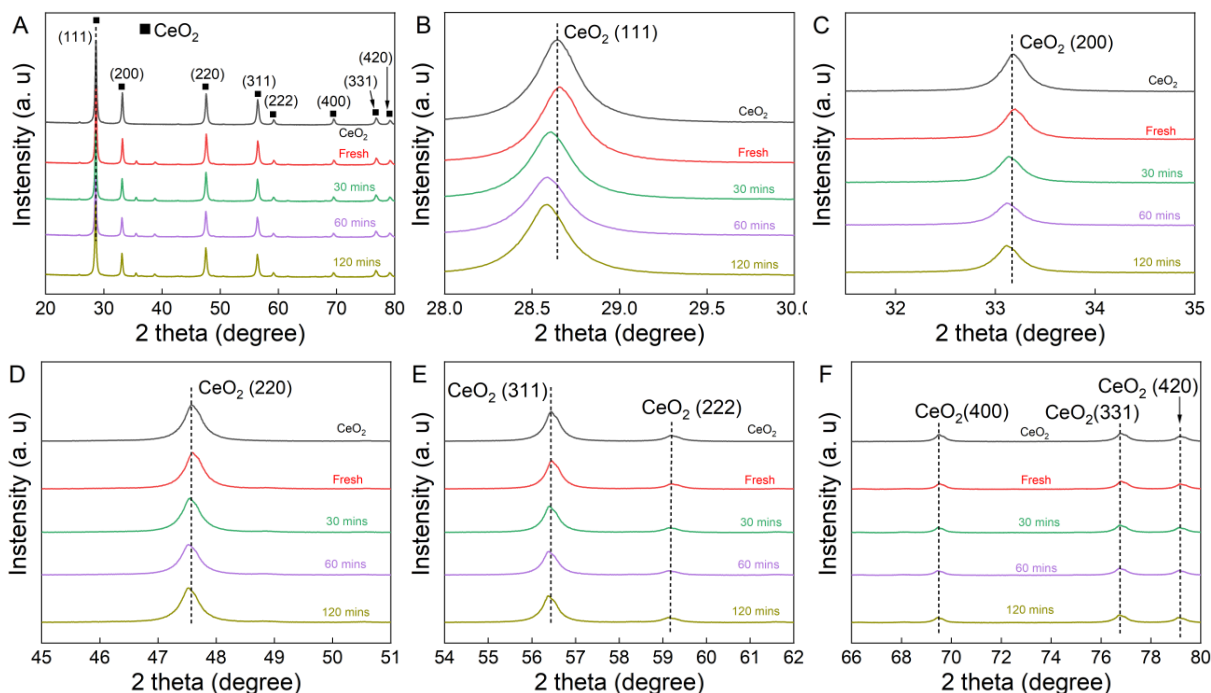 A
■ CeO₂
(111)
(200)
(220)
(311)
(222)
(400)
(331)
(420)
CeO₂
Fresh
30 mins
60 mins
120 mins
20 30 40 50 60 70 80
2 theta (degree)
Instensity (a. u)
B
CeO₂ (111)
CeO₂
Fresh
30 mins
60 mins
120 mins
28.0 28.5 29.0 29.5 30.0
2 theta (degree)
Instensity (a. u)
C
CeO₂ (200)
CeO₂
Fresh
30 mins
60 mins
120 mins
32 33 34 35
2 theta (degree)
Instensity (a. u)
D
CeO₂ (220)
CeO₂
Fresh
30 mins
60 mins
120 mins
45 46 47 48 49 50 51
2 theta (degree)
Instensity (a. u)
E
CeO₂ (311)
CeO₂ (222)
CeO₂
Fresh
30 mins
60 mins
120 mins
54 55 56 57 58 59 60 61 62
2 theta (degree)
Instensity (a. u)
F
CeO₂ (420)
CeO₂(400)
CeO₂(331)
CeO₂
Fresh
30 mins
60 mins
120 mins
66 68 70 72 74 76 78 80
2 theta (degree)
Instensity (a. u)